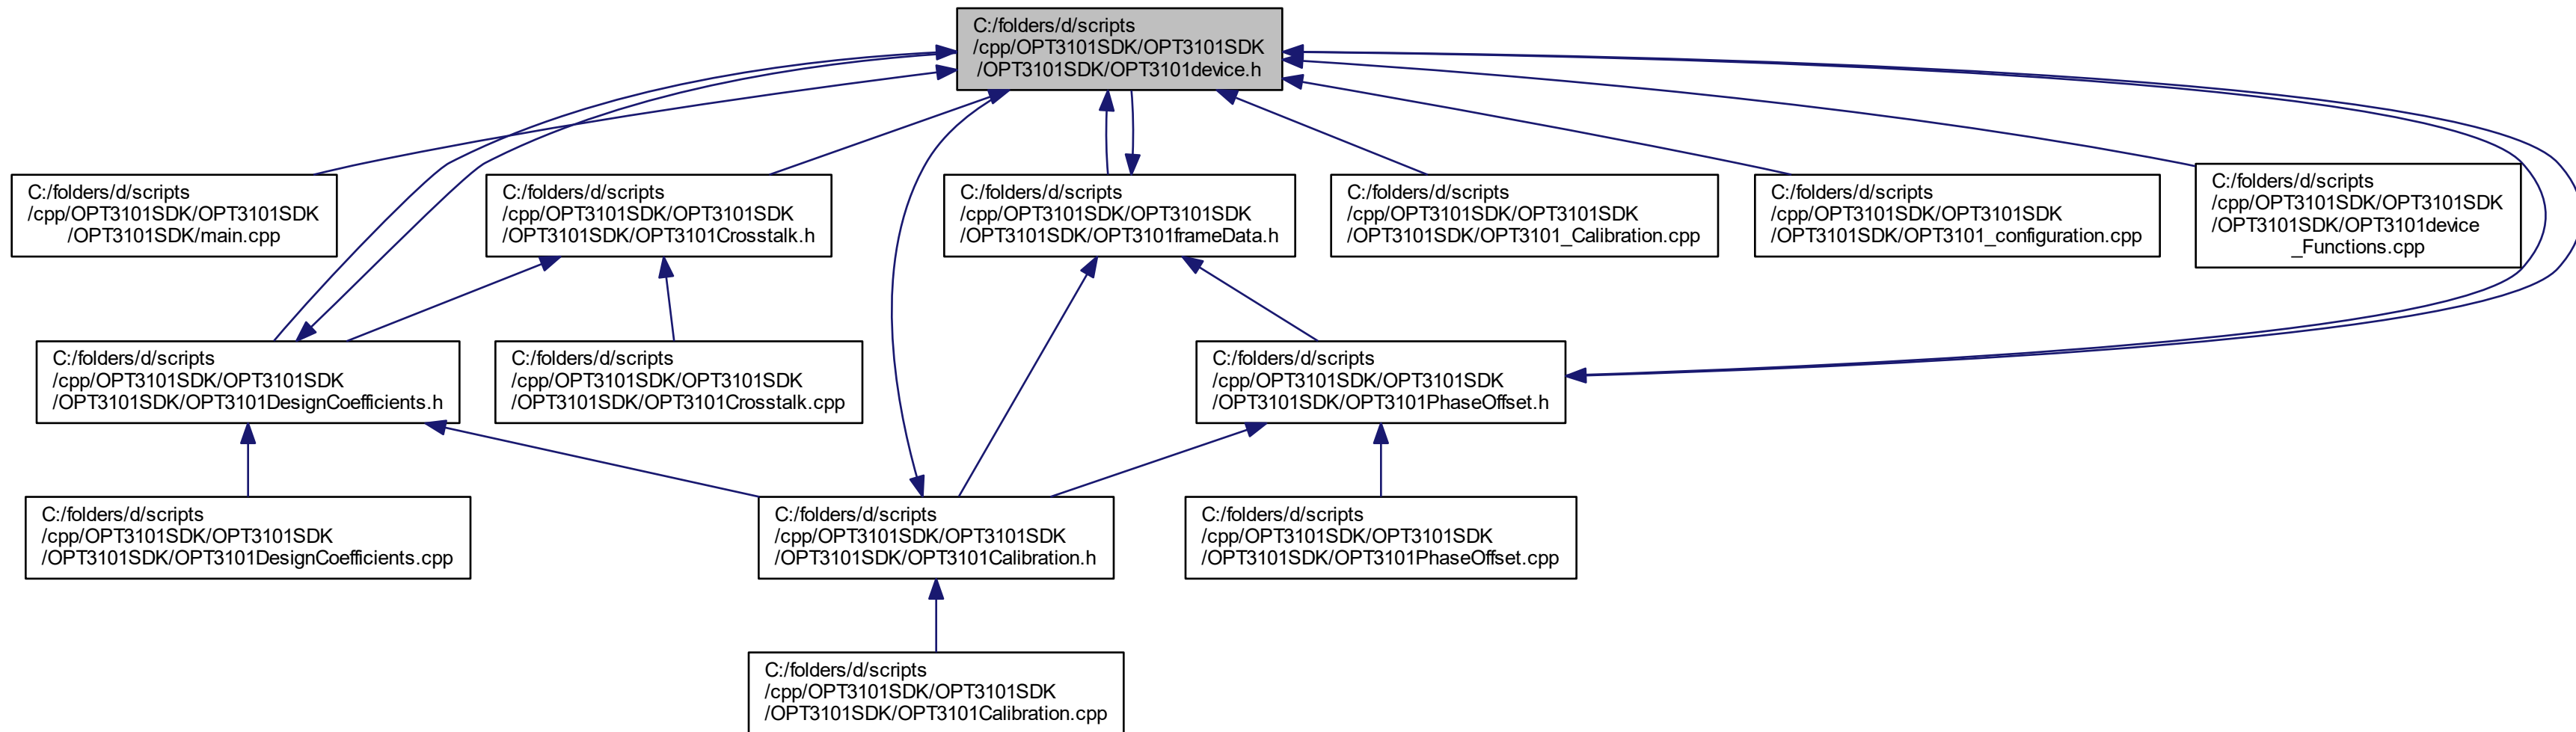 C:/folders/d/scripts
/cpp/OPT3101SDK/OPT3101SDK
/OPT3101SDK/OPT3101device.h
C:/folders/d/scripts
/cpp/OPT3101SDK/OPT3101SDK
/OPT3101SDK/main.cpp
C:/folders/d/scripts
/cpp/OPT3101SDK/OPT3101SDK
/OPT3101SDK/OPT3101Crosstalk.h
C:/folders/d/scripts
/cpp/OPT3101SDK/OPT3101SDK
/OPT3101SDK/OPT3101frameData.h
C:/folders/d/scripts
/cpp/OPT3101SDK/OPT3101SDK
/OPT3101SDK/OPT3101_Calibration.cpp
C:/folders/d/scripts
/cpp/OPT3101SDK/OPT3101SDK
/OPT3101SDK/OPT3101_configuration.cpp
C:/folders/d/scripts
/cpp/OPT3101SDK/OPT3101SDK
/OPT3101SDK/OPT3101device
_Functions.cpp
C:/folders/d/scripts
/cpp/OPT3101SDK/OPT3101SDK
/OPT3101SDK/OPT3101DesignCoefficients.h
C:/folders/d/scripts
/cpp/OPT3101SDK/OPT3101SDK
/OPT3101SDK/OPT3101Crosstalk.cpp
C:/folders/d/scripts
/cpp/OPT3101SDK/OPT3101SDK
/OPT3101SDK/OPT3101PhaseOffset.h
C:/folders/d/scripts
/cpp/OPT3101SDK/OPT3101SDK
/OPT3101SDK/OPT3101DesignCoefficients.cpp
C:/folders/d/scripts
/cpp/OPT3101SDK/OPT3101SDK
/OPT3101SDK/OPT3101Calibration.h
C:/folders/d/scripts
/cpp/OPT3101SDK/OPT3101SDK
/OPT3101SDK/OPT3101PhaseOffset.cpp
C:/folders/d/scripts
/cpp/OPT3101SDK/OPT3101SDK
/OPT3101SDK/OPT3101Calibration.cpp